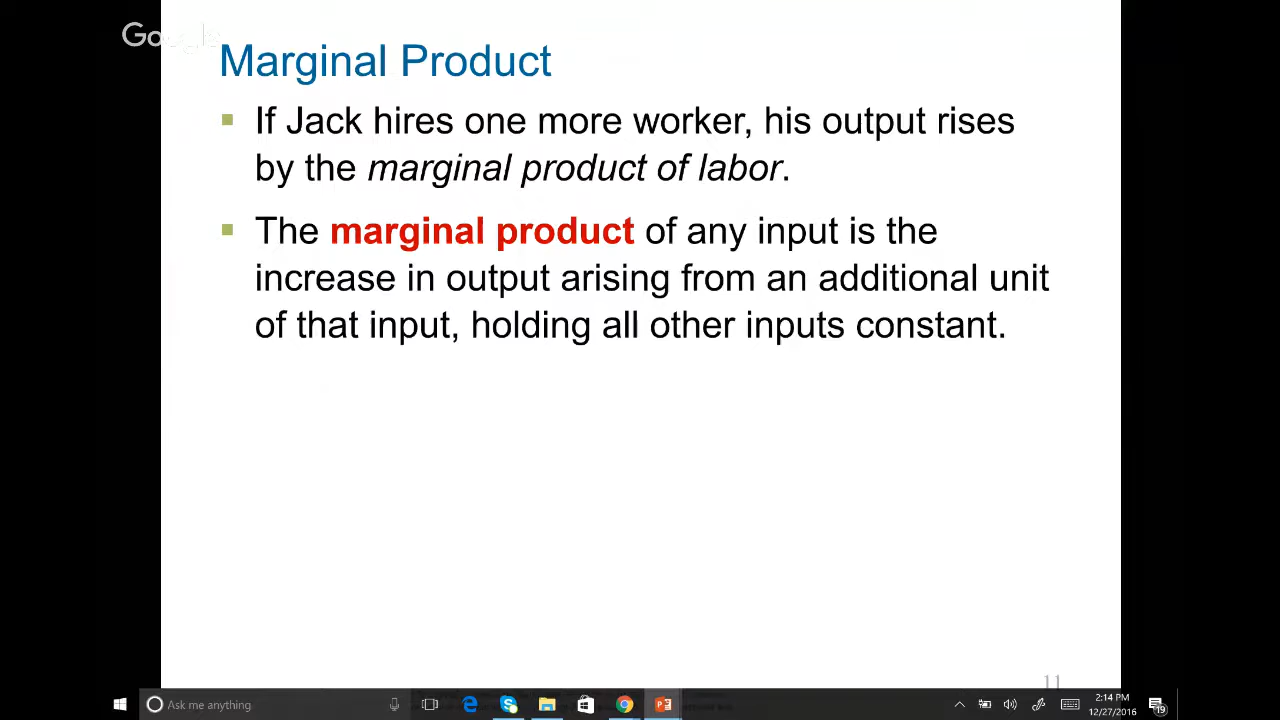 Google
Marginal Product
If Jack hires one more worker, his output rises
by the marginal product of labor.
The marginal product of any input is the
increase in output arising from an additional unit
of that input, holding all other inputs constant.
11
Ask me anything
2:14 PM
12/27/2016
19